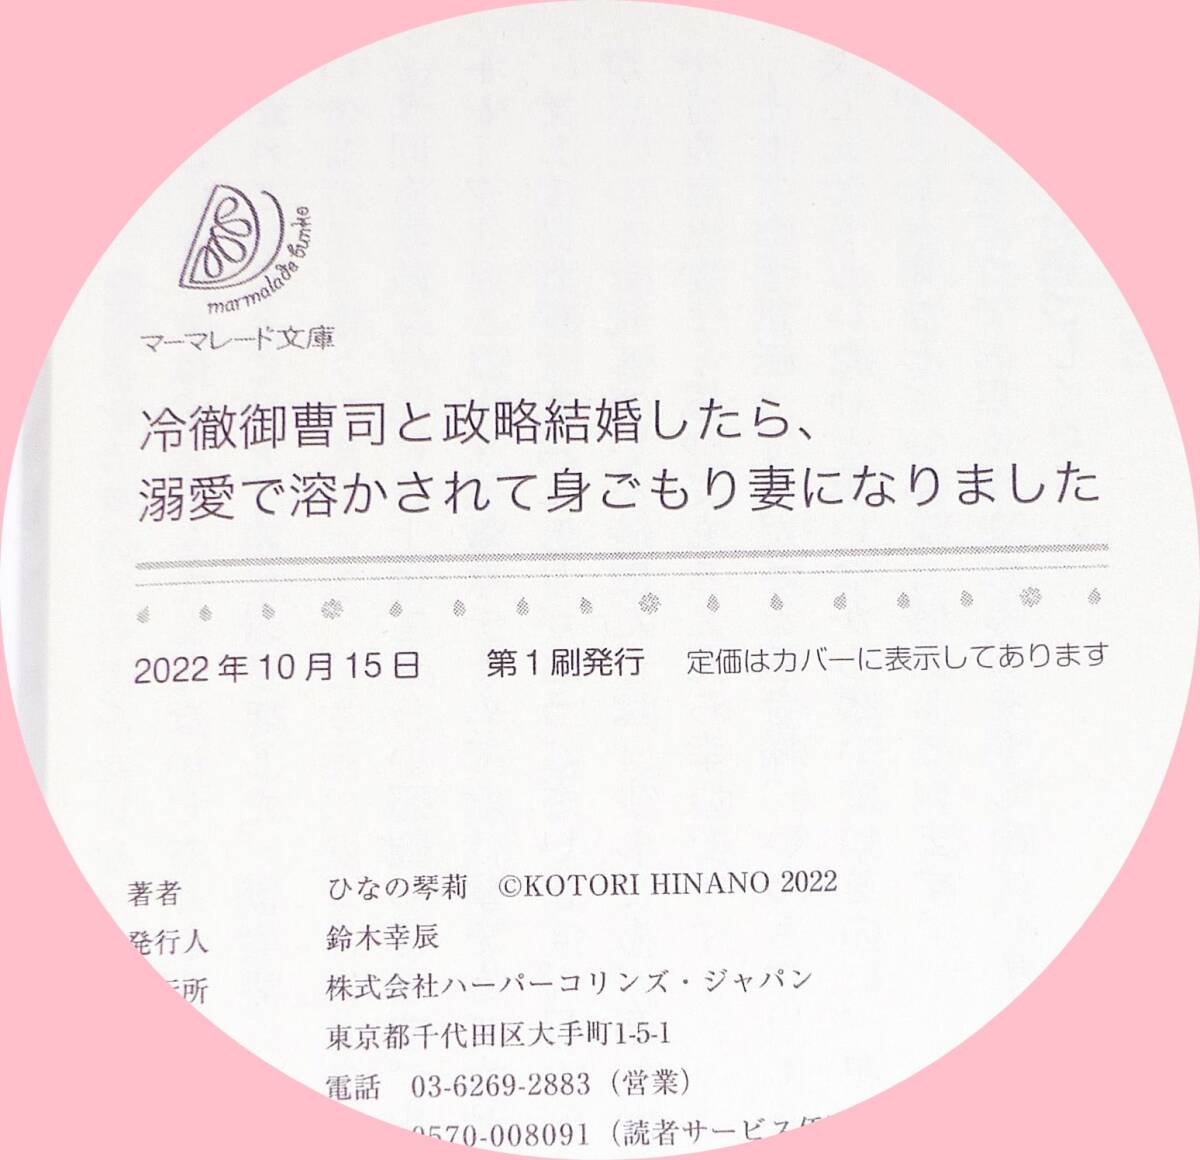 marmalade bunko
マーマレード文庫
冷徹御曹司と政略結婚したら、
溺愛で溶かされて身ごもり妻になりました
2022年10月15日 第1刷発行 定価はカバーに表示してあります
著者 ひなの琴莉 ©KOTORI HINANO 2022
発行人 鈴木幸辰
行所 株式会社ハーパーコリンズ・ジャパン
東京都千代田区大手町1-5-1
電話 03-6269-2883（営業）
0570-008091（読者サービス